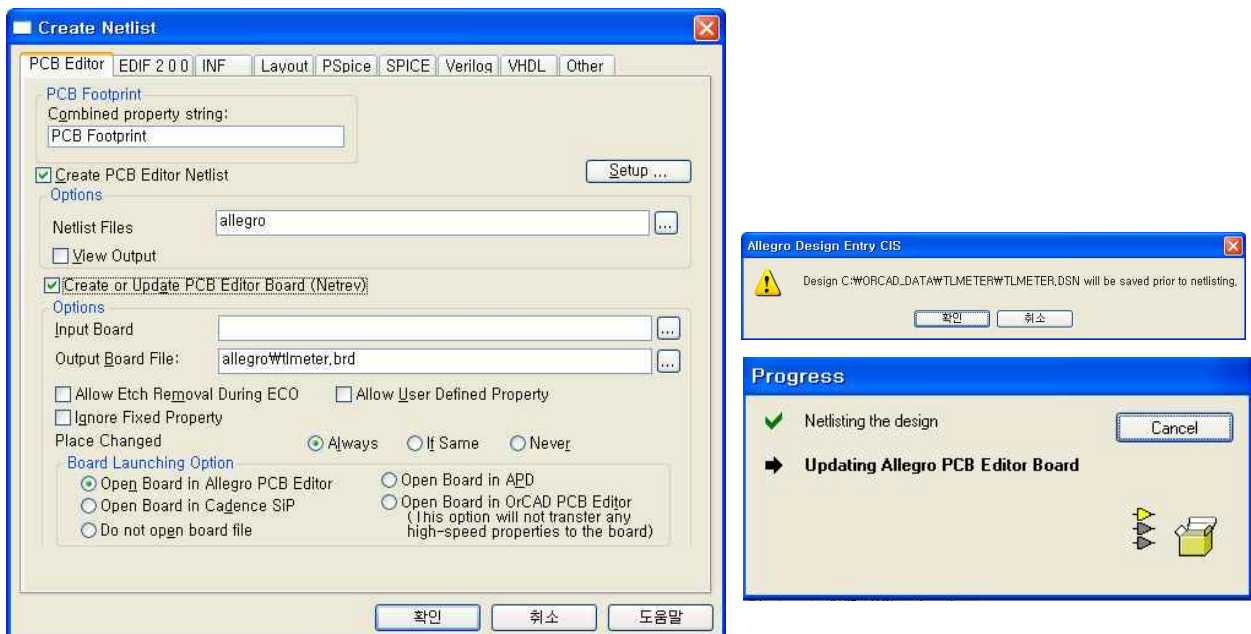 Create Netlist
PCB Editor EDIF 2 0 0 INF Layout PSpice SPICE Verilog VHDL Other
PCB Footprint
Combined property string:
PCB Footprint
Create PCB Editor Netlist
Setup ...
Options
Netlist Files allegro ...
View Output
Create or Update PCB Editor Board (Netrev)
Options
Input Board ...
Output Board File: allegro₩tlmeter.brd ...
Allow Etch Removal During ECO Allow User Defined Property
Ignore Fixed Property
Place Changed Always If Same Never
Board Launching Option
Open Board in Allegro PCB Editor Open Board in APD
Open Board in Cadence SiP Open Board in OrCAD PCB Editor
(This option will not transfer any
Do not open board file high-speed properties to the board)
확인 취소 도움말
Allegro Design Entry CIS
Design C:₩ORCAD_DATA₩TLMETER₩TLMETER.DSN will be saved prior to netlisting.
확인 취소
Progress
Netlisting the design
Cancel
Updating Allegro PCB Editor Board